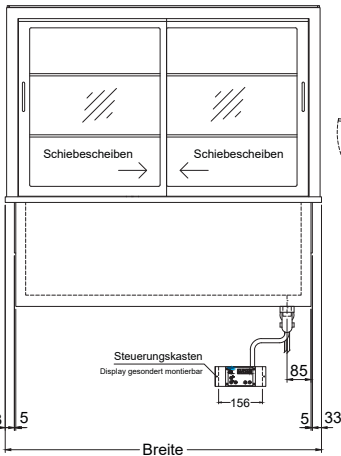 Schiebescheiben Schiebescheiben
Steuerungskasten
Display gesondert montierbar
85
156
5 5 33
Breite